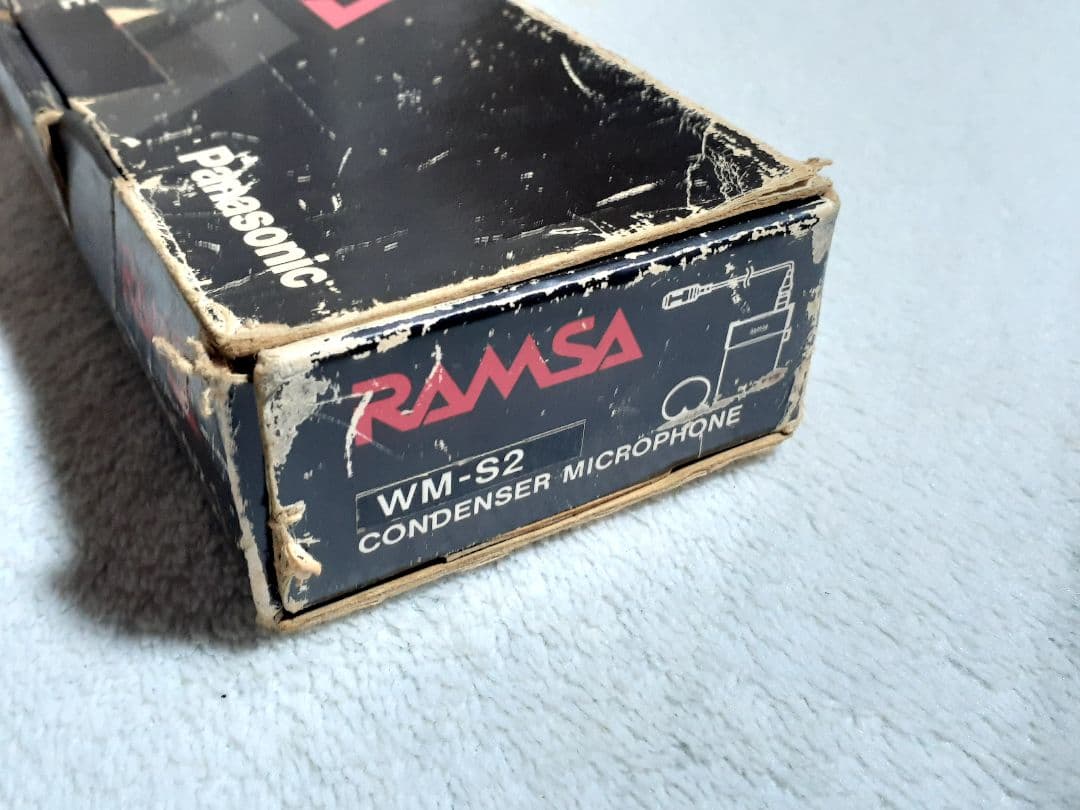 Panasonic
RAMSA
WM-S2
CONDENSER MICROPHONE